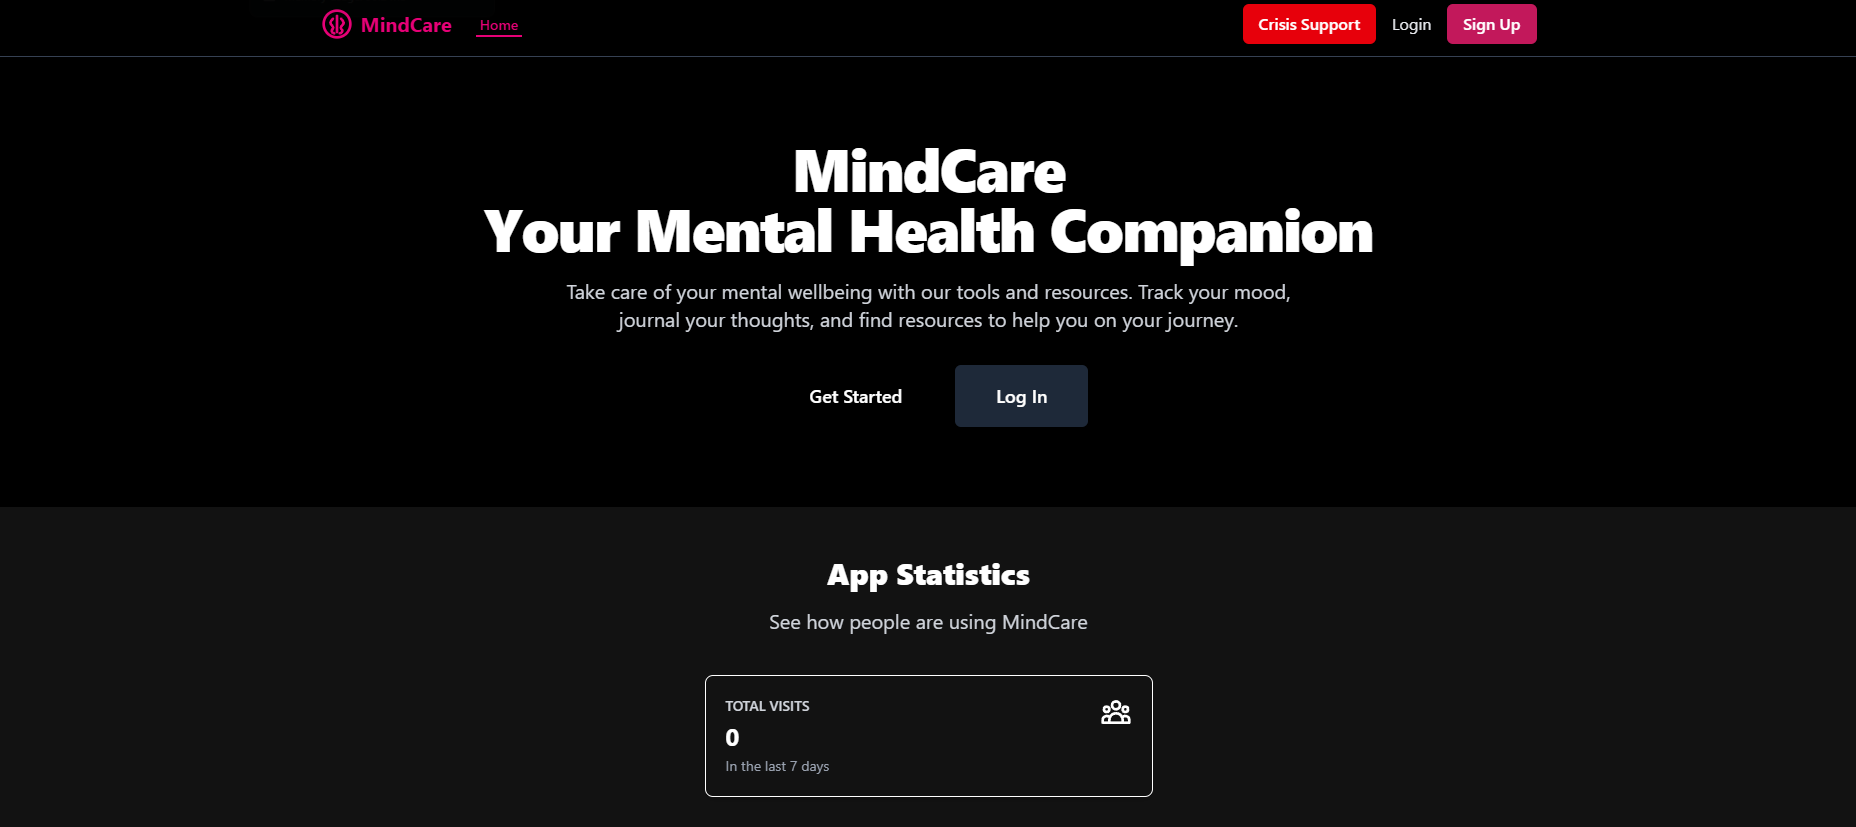 MindCare
Home
Crisis Support
Login
Sign Up
MindCare
Your Mental Health Companion
Take care of your mental wellbeing with our tools and resources. Track your mood,
journal your thoughts, and find resources to help you on your journey.
Get Started
Log In
App Statistics
See how people are using MindCare
TOTAL VISITS
0
In the last 7 days